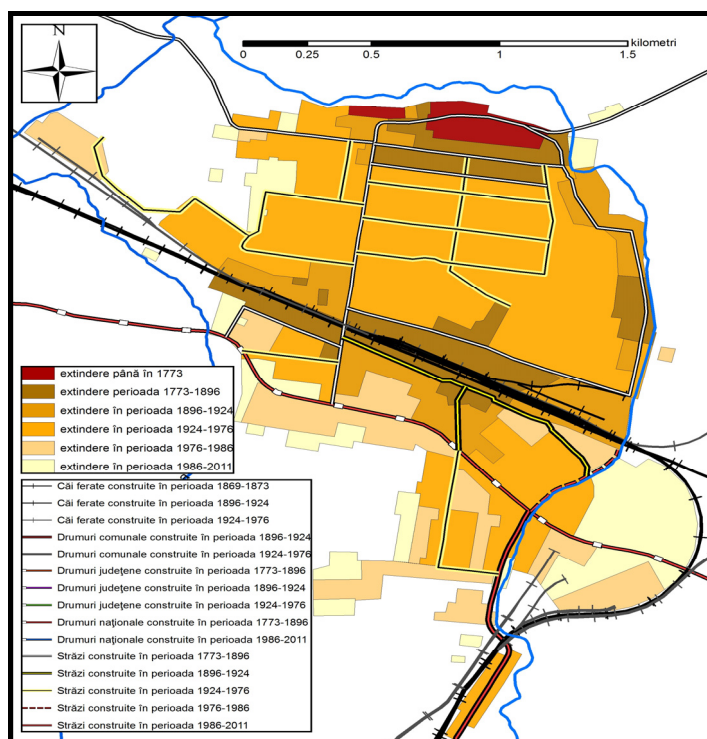 N
kilometri
0 0.25 0.5 1 1.5
extindere până în 1773
extindere perioada 1773-1896
extindere în perioada 1896-1924
extindere în perioada 1924-1976
extindere în perioada 1976-1986
extindere în perioada 1986-2011
Căi ferate construite în perioada 1869-1873
Căi ferate construite în perioada 1896-1924
Căi ferate construite în perioada 1924-1976
Drumuri comunale construite în perioada 1896-1924
Drumuri comunale construite în perioada 1924-1976
Drumuri județene construite în perioada 1773-1896
Drumuri județene construite în perioada 1896-1924
Drumuri județene construite în perioada 1924-1976
Drumuri naționale construite în perioada 1773-1896
Drumuri naționale construite în perioada 1986-2011
Străzi construite în perioada 1773-1896
Străzi construite în perioada 1896-1924
Străzi construite în perioada 1924-1976
Străzi construite în perioada 1976-1986
Străzi construite în perioada 1986-2011